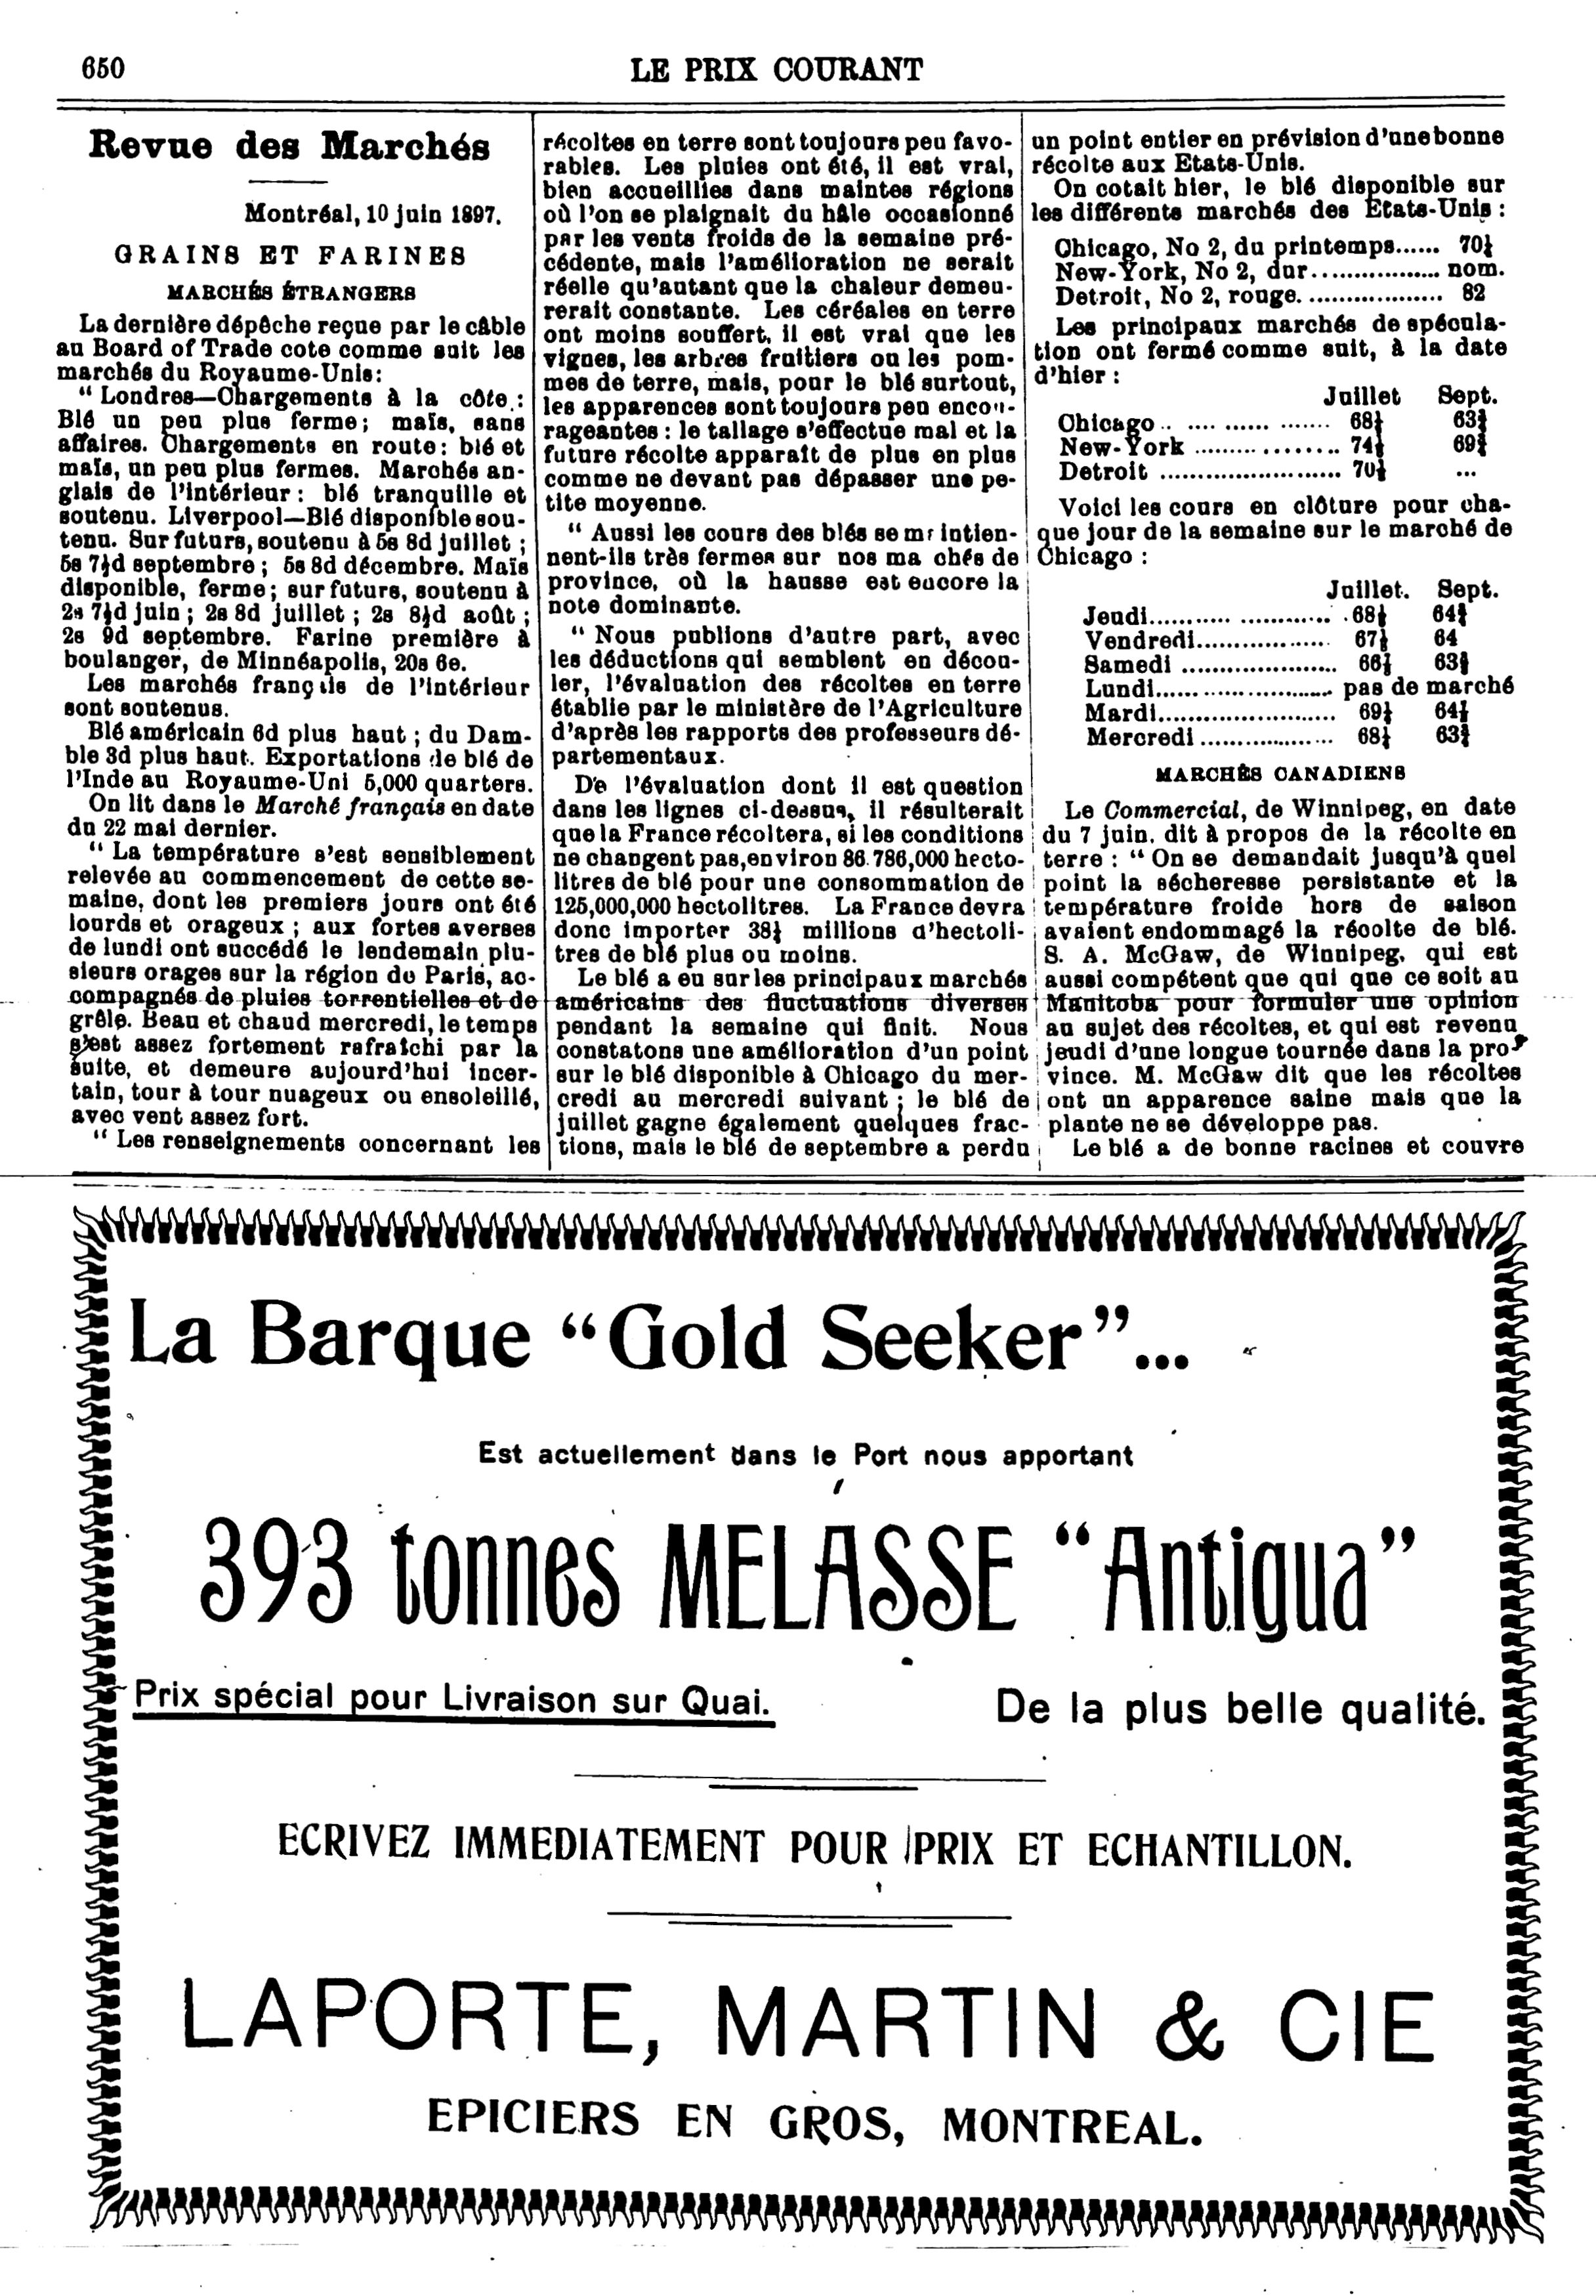 650
LE PRIX COURANT
Revue des Marchés
Montréal, 10 juin 1897.
GRAINS ET FARINES
MARCHÉS ÉTRANGERS
La dernière dépêche reçue par le câble
au Board of Trade cote comme suit les
marchés du Royaume-Unis:
" Londres—Chargements à la côte :
Blé un peu plus ferme; maïs, sans
affaires. Chargements en route: blé et
maïs, un peu plus fermes. Marchés an-
glais de l'intérieur : blé tranquille et
soutenu. Liverpool—Blé disponible sou-
tenu. Sur futurs, soutenu à 5s 8d juillet ;
5s 7½d septembre ; 5s 8d décembre. Maïs
disponible, ferme; sur futurs, soutenu à
2s 7½d juin ; 2s 8d juillet ; 2s 8½d août ;
2s 9d septembre. Farine première à
boulanger, de Minnéapolis, 20s 6e.
Les marchés français de l'intérieur
sont soutenus.
Blé américain 6d plus haut ; du Dam-
ble 3d plus haut. Exportations de blé de
l'Inde au Royaume-Uni 5,000 quarters.
On lit dans le Marché français en date
du 22 mai dernier.
" La température s'est sensiblement
relevée au commencement de cette se-
maine, dont les premiers jours ont été
lourds et orageux ; aux fortes averses
de lundi ont succédé le lendemain plu-
sieurs orages sur la région de Paris, ac-
compagnés de pluies torrentielles et de
grêle. Beau et chaud mercredi, le temps
s'est assez fortement rafraîchi par la
suite, et demeure aujourd'hui incer-
tain, tour à tour nuageux ou ensoleillé,
avec vent assez fort.
" Les renseignements concernant les
récoltes en terre sont toujours peu favo-
rables. Les pluies ont été, il est vrai,
bien accueillies dans maintes régions
où l'on se plaignait du hâle occasionné
par les vents froids de la semaine pré-
cédente, mais l'amélioration ne serait
réelle qu'autant que la chaleur demeu-
rerait constante. Les céréales en terre
ont moins souffert, il est vrai que les
vignes, les arbres fruitiers ou les pom-
mes de terre, mais, pour le blé surtout,
les apparences sont toujours peu encou-
rageantes : le tallage s'effectue mal et la
future récolte apparaît de plus en plus
comme ne devant pas dépasser une pe-
tite moyenne.
" Aussi les cours des blés se maintien-
nent-ils très fermes sur nos ma chés de
province, où la hausse est encore la
note dominante.
" Nous publions d'autre part, avec
les déductions qui semblent en décou-
ler, l'évaluation des récoltes en terre
établie par le ministère de l'Agriculture
d'après les rapports des professeurs dé-
partementaux.
De l'évaluation dont il est question
dans les lignes ci-dessus, il résulterait
que la France récoltera, si les conditions
ne changent pas, environ 86.786,000 hecto-
litres de blé pour une consommation de
125,000,000 hectolitres. La France devra
donc importer 38½ millions d'hectoli-
tres de blé plus ou moins.
Le blé a eu sur les principaux marchés
américains des fluctuations diverses
pendant la semaine qui finit. Nous
constatons une amélioration d'un point
sur le blé disponible à Chicago du mer-
credi au mercredi suivant ; le blé de
juillet gagne également quelques frac-
tions, mais le blé de septembre a perdu
un point entier en prévision d'une bonne
récolte aux Etats-Unis.
On cotait hier, le blé disponible sur
les différents marchés des Etats-Unis :
Chicago, No 2, du printemps...... 70
New-York, No 2, dur................. nom.
Detroit, No 2, rouge................... 82
Les principaux marchés de spécula-
tion ont fermé comme suit, à la date
d'hier :
Juillet Sept.
Chicago .. .... ...... ....... 68 63
New-York ......... ........ 74 69
Detroit ....................... 70 ...
Voici les cours en clôture pour cha-
que jour de la semaine sur le marché de
Chicago :
Juillet. Sept.
Jeudi........... ............ 68 64
Vendredi................... 67 64
Samedi ..................... 66 63
Lundi...... ................. pas de marché
Mardi........................ 69 64
Mercredi ................... 68 63
MARCHÉS CANADIENS
Le Commercial, de Winnipeg, en date
du 7 juin, dit à propos de la récolte en
terre : " On se demandait jusqu'à quel
point la sécheresse persistante et la
température froide hors de saison
avaient endommagé la récolte de blé.
S. A. McGaw, de Winnipeg, qui est
aussi compétent que qui que ce soit au
Manitoba pour formuler une opinion
au sujet des récoltes, et qui est revenu
jeudi d'une longue tournée dans la pro-
vince. M. McGaw dit que les récoltes
ont un apparence saine mais que la
plante ne se développe pas.
Le blé a de bonne racines et couvre
La Barque "Gold Seeker"...
Est actuellement dans le Port nous apportant
393 tonnes MELASSE "Antigua"
Prix spécial pour Livraison sur Quai.
De la plus belle qualité.
ECRIVEZ IMMEDIATEMENT POUR PRIX ET ECHANTILLON.
LAPORTE, MARTIN & CIE
EPICIERS EN GROS, MONTREAL.